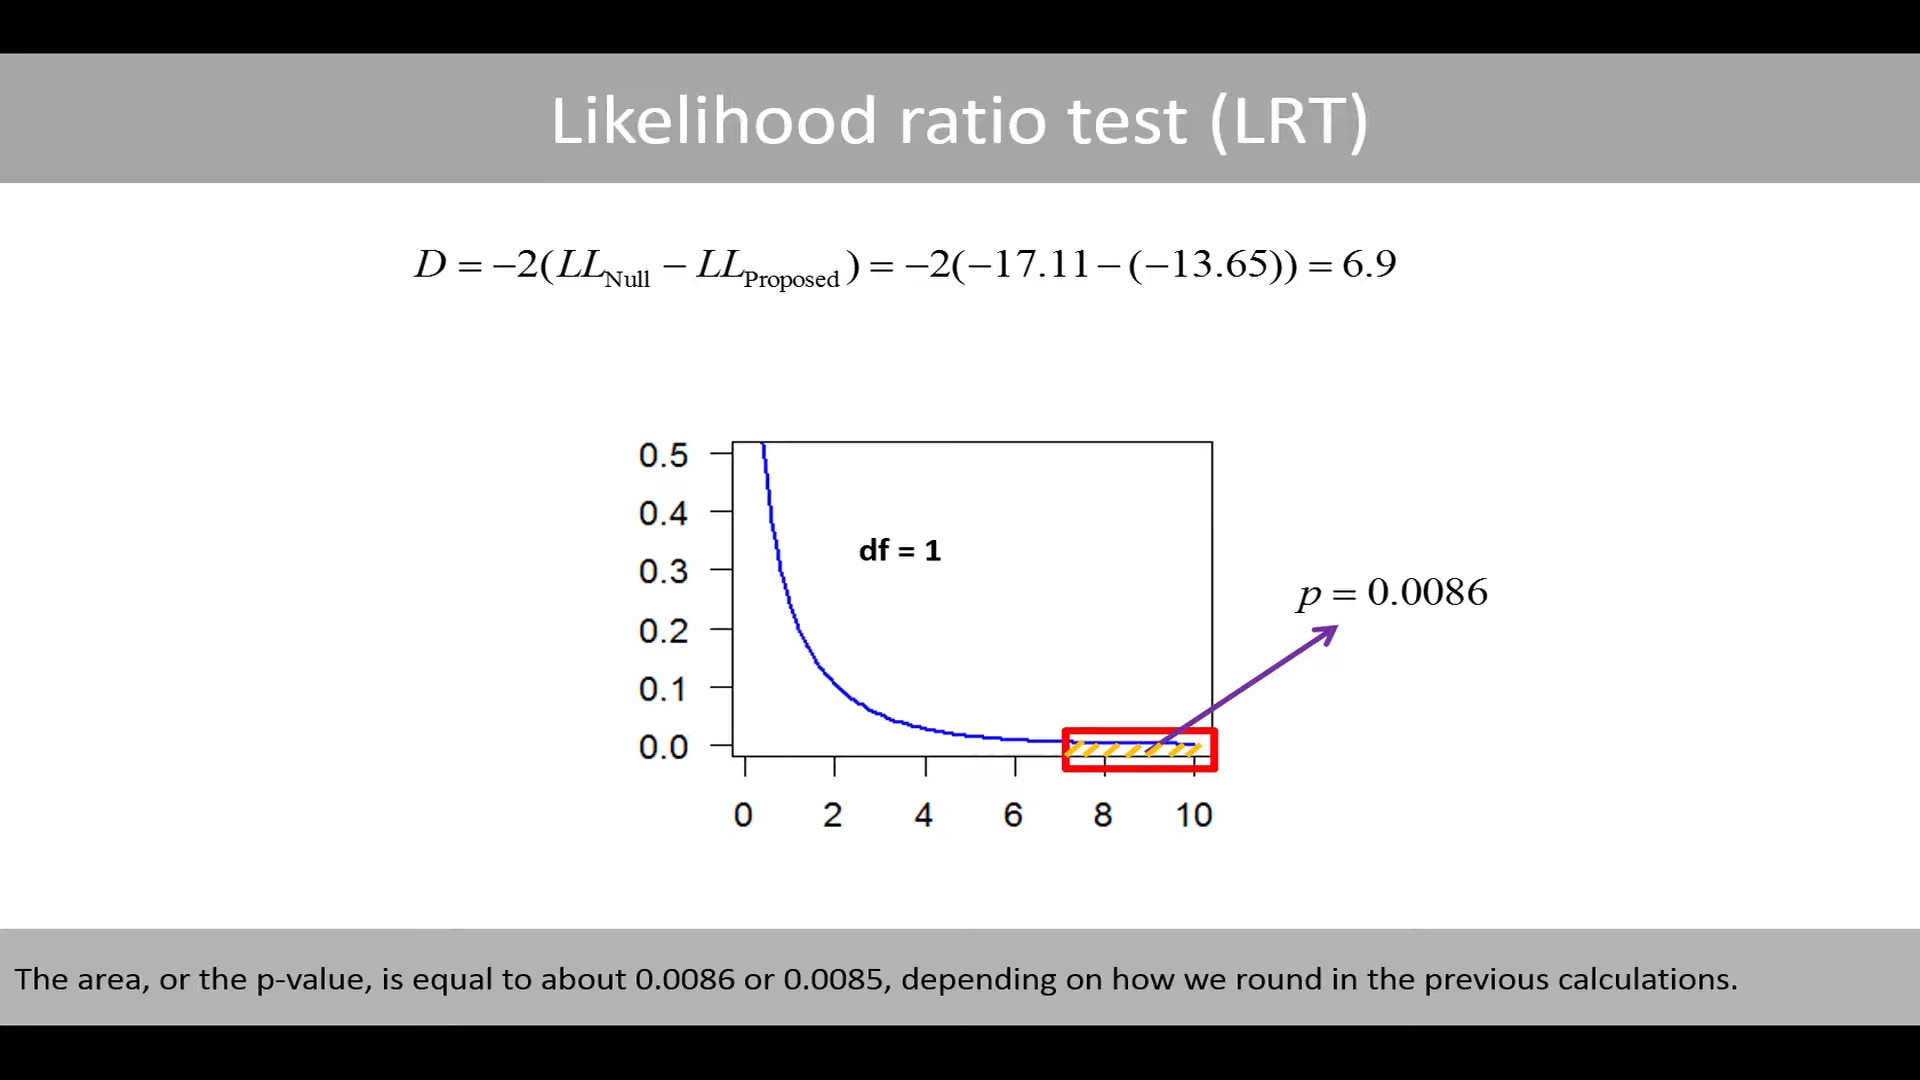 Likelihood ratio test (LRT)
D = −2(LL_Null − LL_Proposed) = −2(−17.11−(−13.65)) = 6.9
0.5
0.4
df = 1
0.3
p = 0.0086
0.2
0.1
0.0
0 2 4 6 8 10
The area, or the p-value, is equal to about 0.0086 or 0.0085, depending on how we round in the previous calculations.